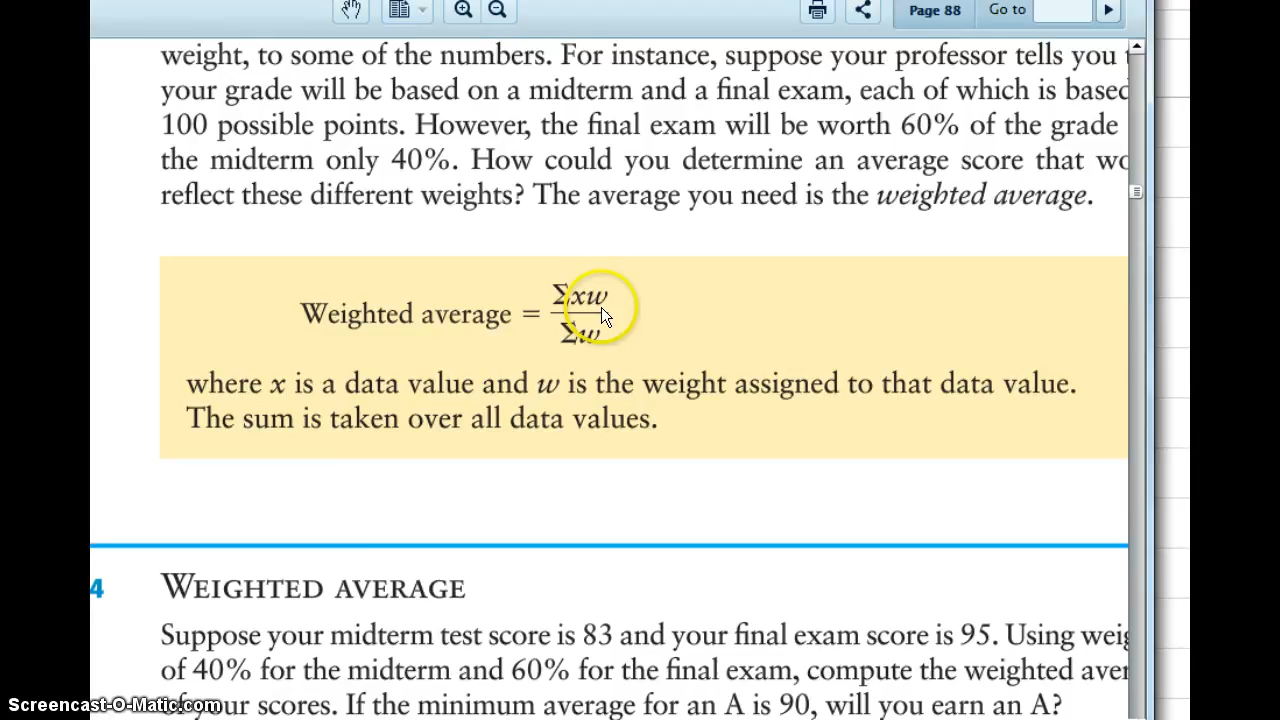 Page 88 Go to
weight, to some of the numbers. For instance, suppose your professor tells you
your grade will be based on a midterm and a final exam, each of which is based
100 possible points. However, the final exam will be worth 60% of the grade
the midterm only 40%. How could you determine an average score that wo
reflect these different weights? The average you need is the weighted average.
Weighted average = Σxw / Σw
where x is a data value and w is the weight assigned to that data value.
The sum is taken over all data values.
4 WEIGHTED AVERAGE
Suppose your midterm test score is 83 and your final exam score is 95. Using weig
of 40% for the midterm and 60% for the final exam, compute the weighted aver
of your scores. If the minimum average for an A is 90, will you earn an A?
Screencast-O-Matic.com